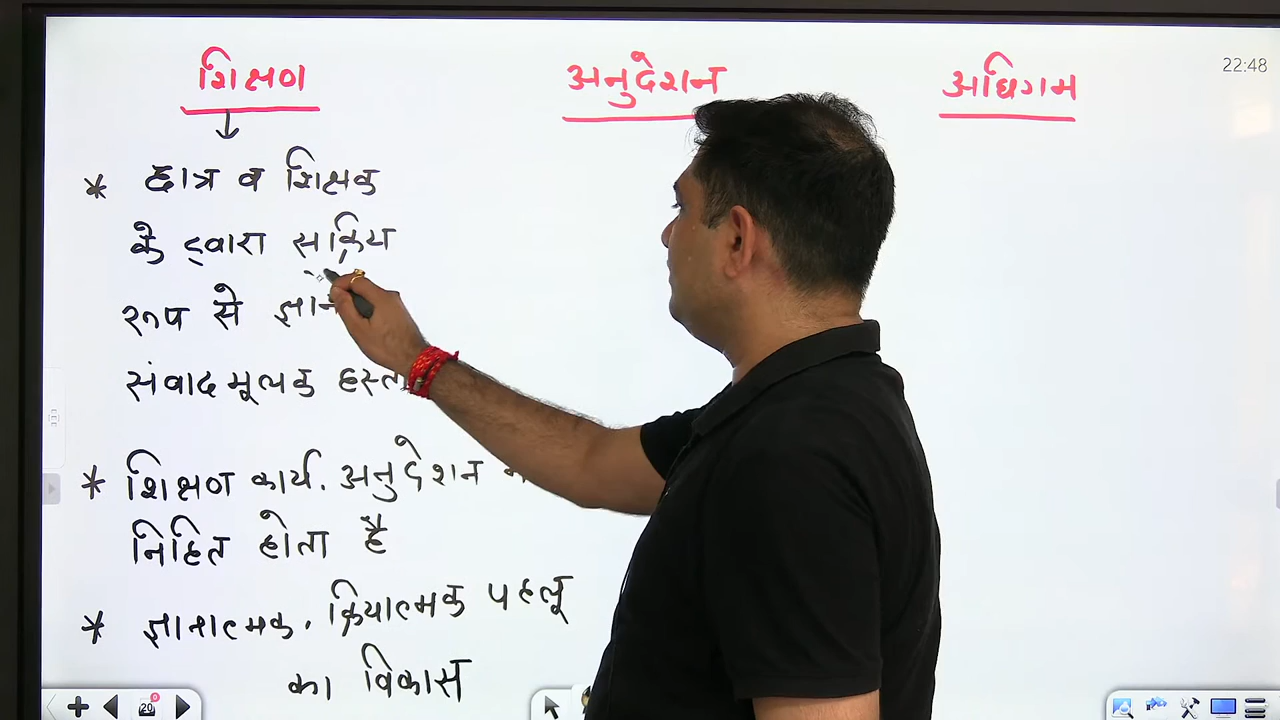 शिक्षण
अनुदेशन
अधिगम
22:48
* छात्र व शिक्षक
के द्वारा सक्रिय
रूप से
संवादमूलक
* शिक्षण कार्य. अनुदेशन
निहित होता है
* ज्ञानात्मक. क्रियात्मक पहलू
का विकास
20